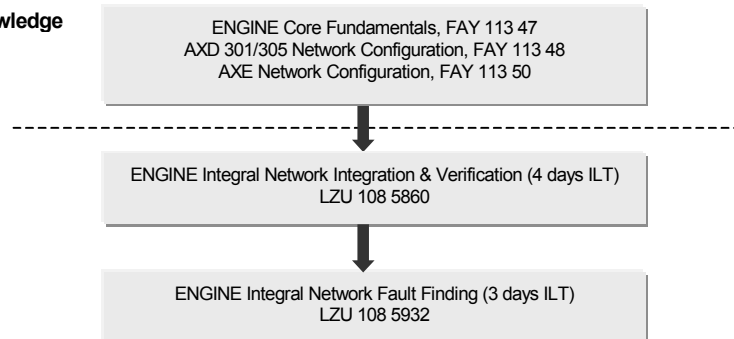 wledge
ENGINE Core Fundamentals, FAY 113 47
AXD 301/305 Network Configuration, FAY 113 48
AXE Network Configuration, FAY 113 50
ENGINE Integral Network Integration & Verification (4 days ILT)
LZU 108 5860
ENGINE Integral Network Fault Finding (3 days ILT)
LZU 108 5932